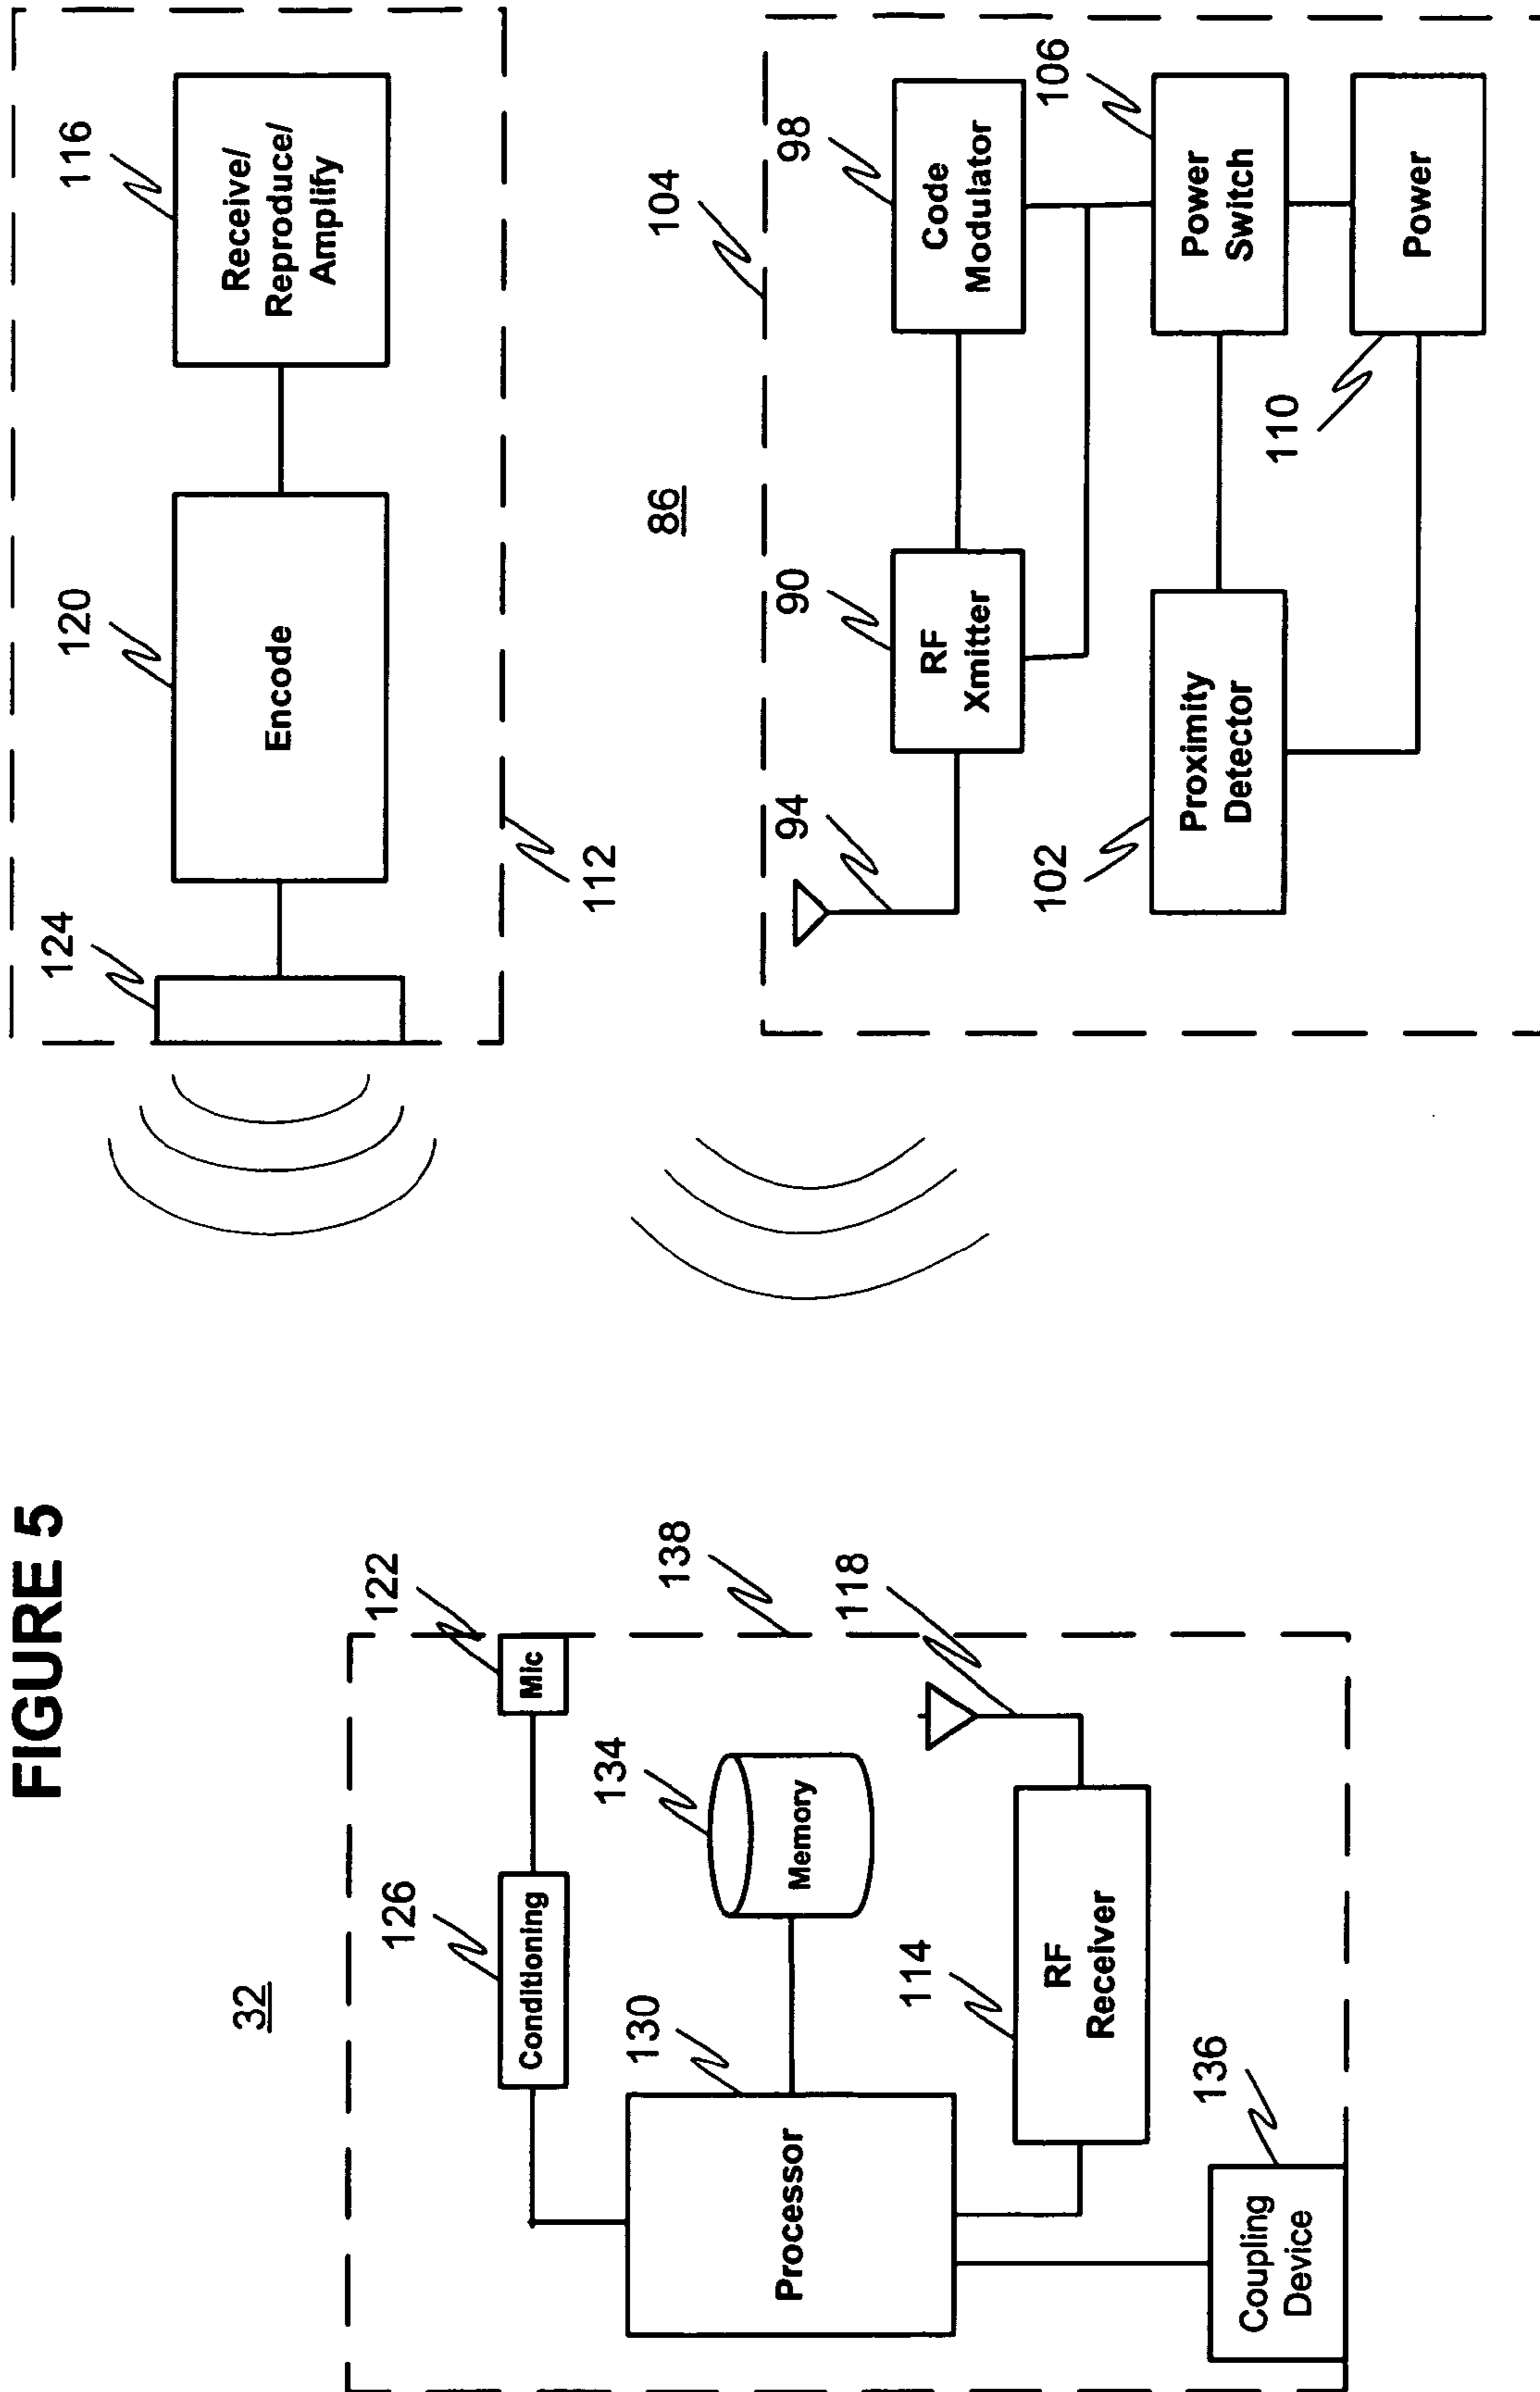 FIGURE 5
32
122
Mic
126
Conditioning
138
134
Memory
130
Processor
118
114
RF
Receiver
136
Coupling
Device
124
120
Encode
116
Receive/
Reproduce/
Amplify
112
86
104
94
90
RF
Xmitter
98
Code
Modulator
102
Proximity
Detector
106
Power
Switch
110
Power